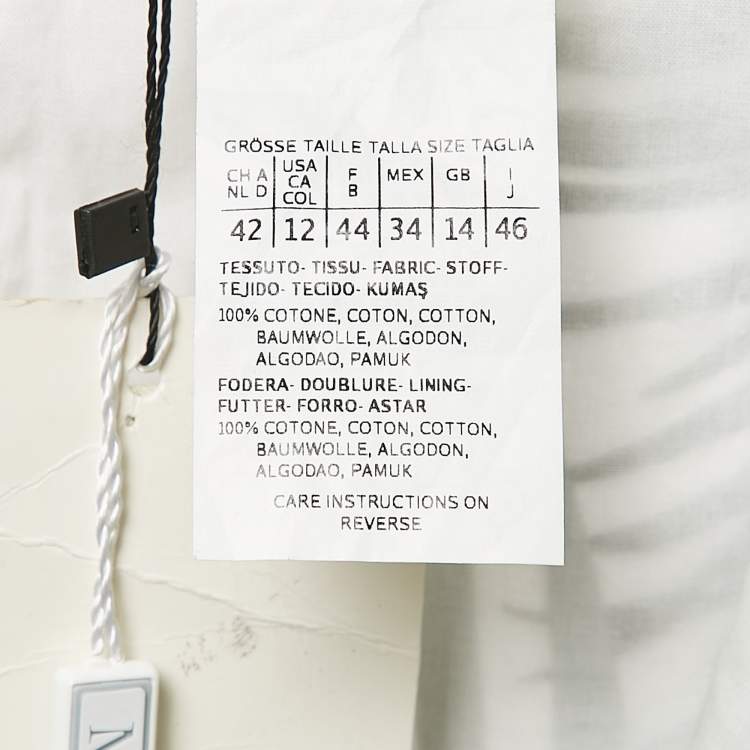 GRÖSSE TAILLE TALLA SIZE TAGLIA
CH A NL D USA CA COL F B MEX GB I J
42 12 44 34 14 46
TESSUTO- TISSU- FABRIC- STOFF-
TEJIDO- TECIDO- KUMAŞ
100% COTONE, COTON, COTTON,
BAUMWOLLE, ALGODON,
ALGODAO, PAMUK
FODERA- DOUBLURE- LINING-
FUTTER- FORRO- ASTAR
100% COTONE, COTON, COTTON,
BAUMWOLLE, ALGODON,
ALGODAO, PAMUK
CARE INSTRUCTIONS ON
REVERSE